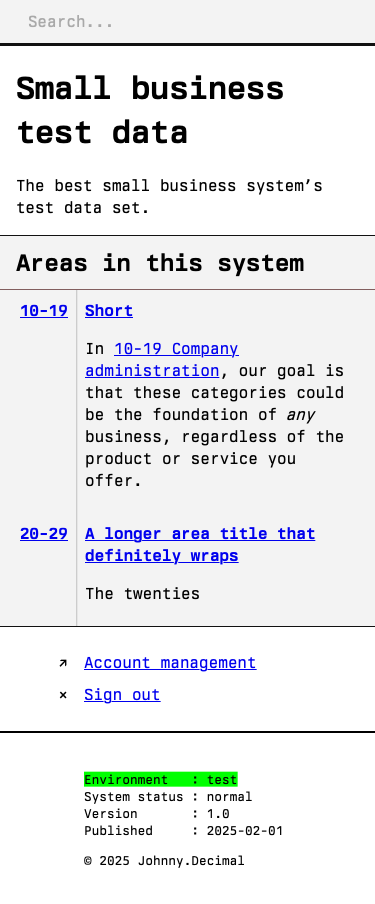 Search...
Small business
test data
The best small business system’s
test data set.
Areas in this system
10-19 Short
In 10-19 Company
administration, our goal is
that these categories could
be the foundation of any
business, regardless of the
product or service you
offer.
20-29 A longer area title that
definitely wraps
The twenties
↗ Account management
× Sign out
Environment : test
System status : normal
Version : 1.0
Published : 2025-02-01
© 2025 Johnny.Decimal